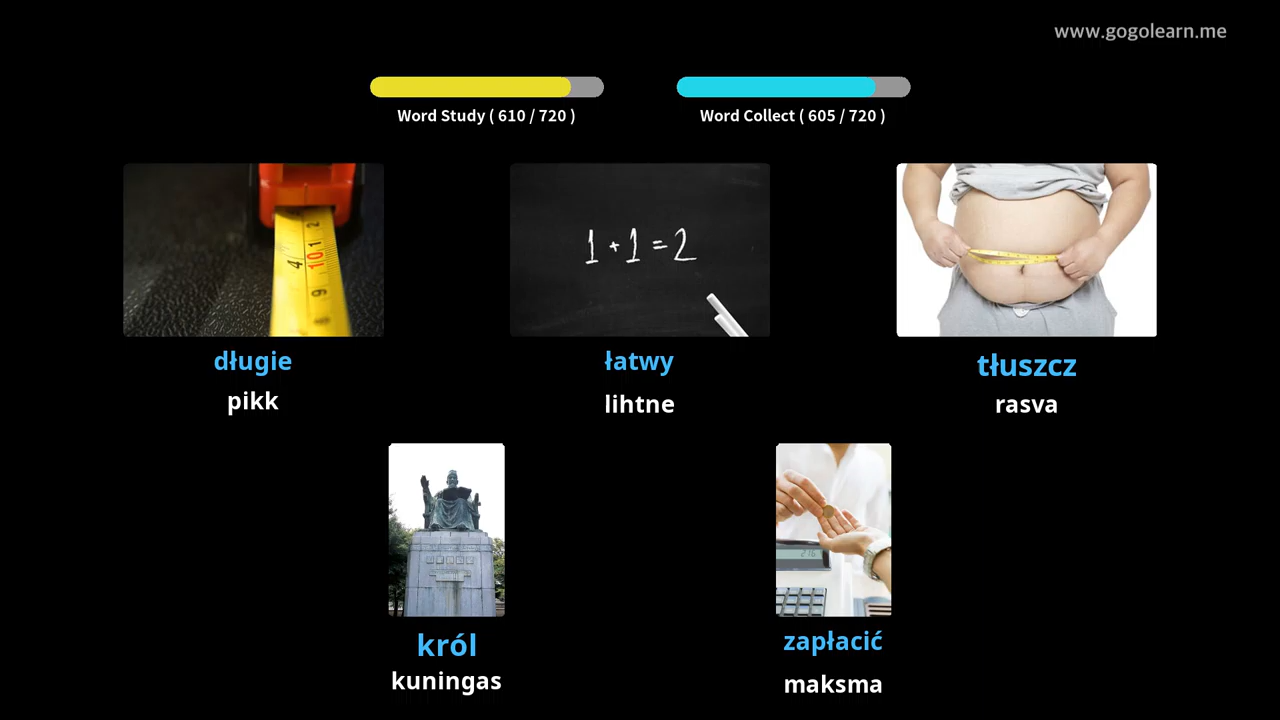 www.gogolearn.me
Word Study ( 610 / 720 )
Word Collect ( 605 / 720 )
1 + 1 = 2
długie
pikk
łatwy
lihtne
tłuszcz
rasva
król
kuningas
zapłacić
maksma